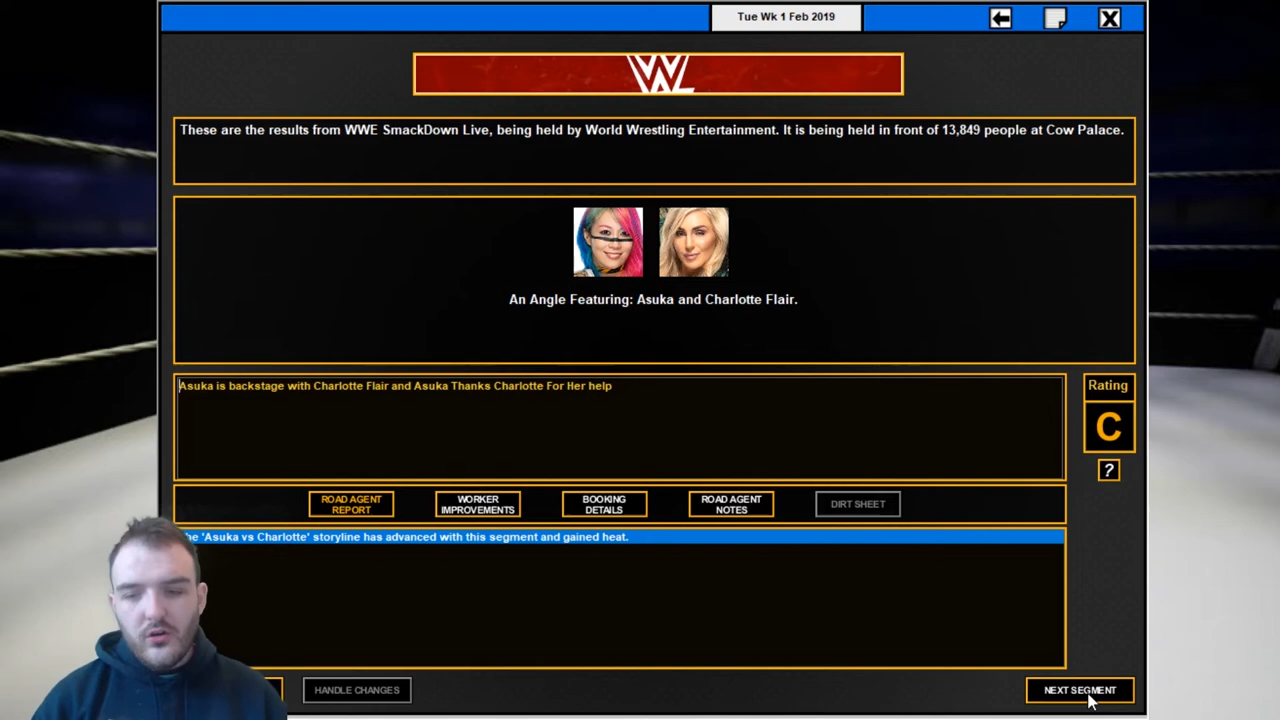 Tue Wk 1 Feb 2019
These are the results from WWE SmackDown Live, being held by World Wrestling Entertainment. It is being held in front of 13,849 people at Cow Palace.
An Angle Featuring: Asuka and Charlotte Flair.
Asuka is backstage with Charlotte Flair and Asuka Thanks Charlotte For Her help
Rating
C
?
ROAD AGENT
REPORT
WORKER
IMPROVEMENTS
BOOKING
DETAILS
ROAD AGENT
NOTES
DIRT SHEET
'Asuka vs Charlotte' storyline has advanced with this segment and gained heat.
HANDLE CHANGES
NEXT SEGMENT